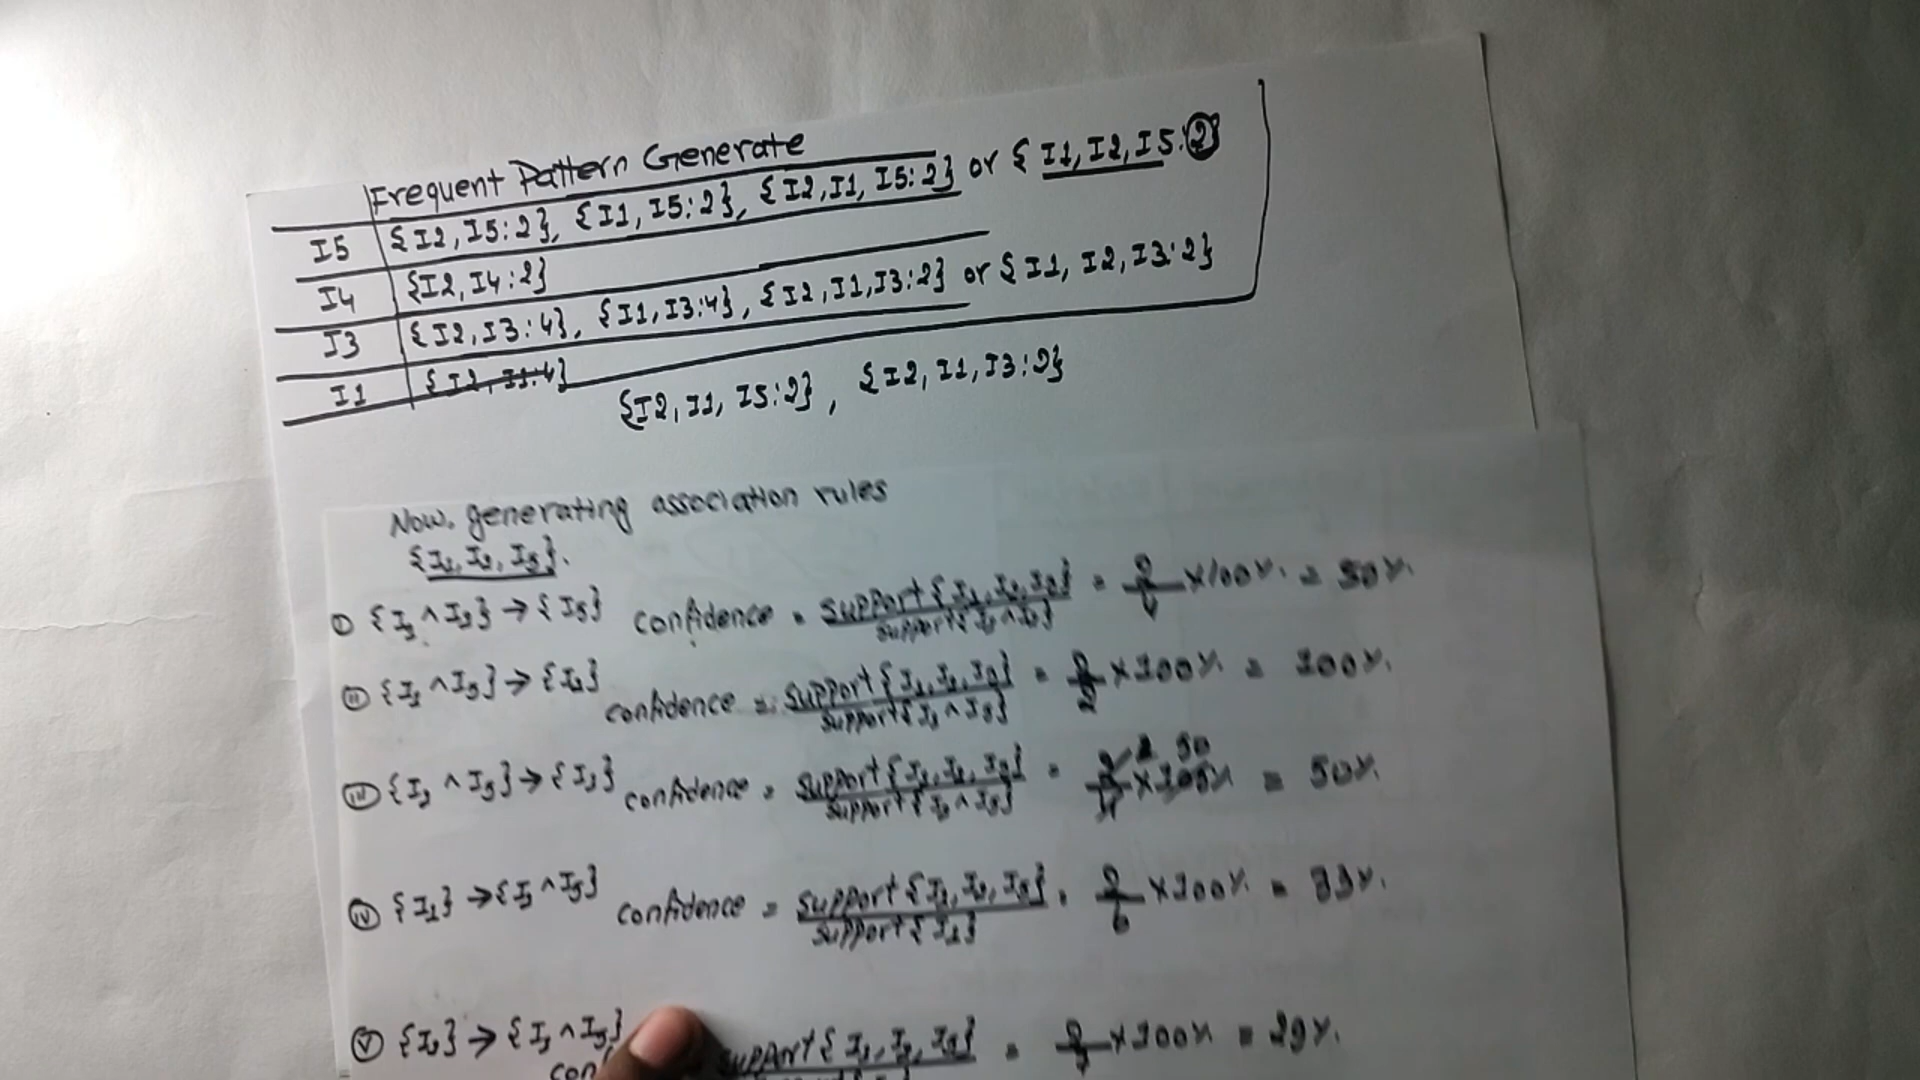 Frequent Pattern Generate
I5 {I2, I5:2}, {I1, I5:2}, {I2, I1, I5:2} or {I1, I2, I5:2}
I4 {I2, I4:2}
I3 {I2, I3:4}, {I1, I3:4}, {I2, I1, I3:2} or {I1, I2, I3:2}
I1 {I2, I1:4}
{I2, I1, I5:2}, {I2, I1, I3:2}
Now, generating association rules
{I1, I2, I5}.
i) {I1 ^ I2} → {I5} confidence = support{I1, I2, I5} / support{I1 ^ I2} = 2/4 × 100%. = 50%.
ii) {I1 ^ I5} → {I2} confidence = support{I1, I2, I5} / support{I1 ^ I5} = 2/2 × 100% = 100%.
iii) {I2 ^ I5} → {I1} confidence = support{I1, I2, I5} / support{I2 ^ I5} = × 100% = 50%.
iv) {I1} → {I2 ^ I5} confidence = support{I1, I2, I5} / support{I1} = 2/6 × 100% = 33%.
v) {I2} → {I1 ^ I5} support{I1, I2, I5} = 2/7 × 100% = 29%.